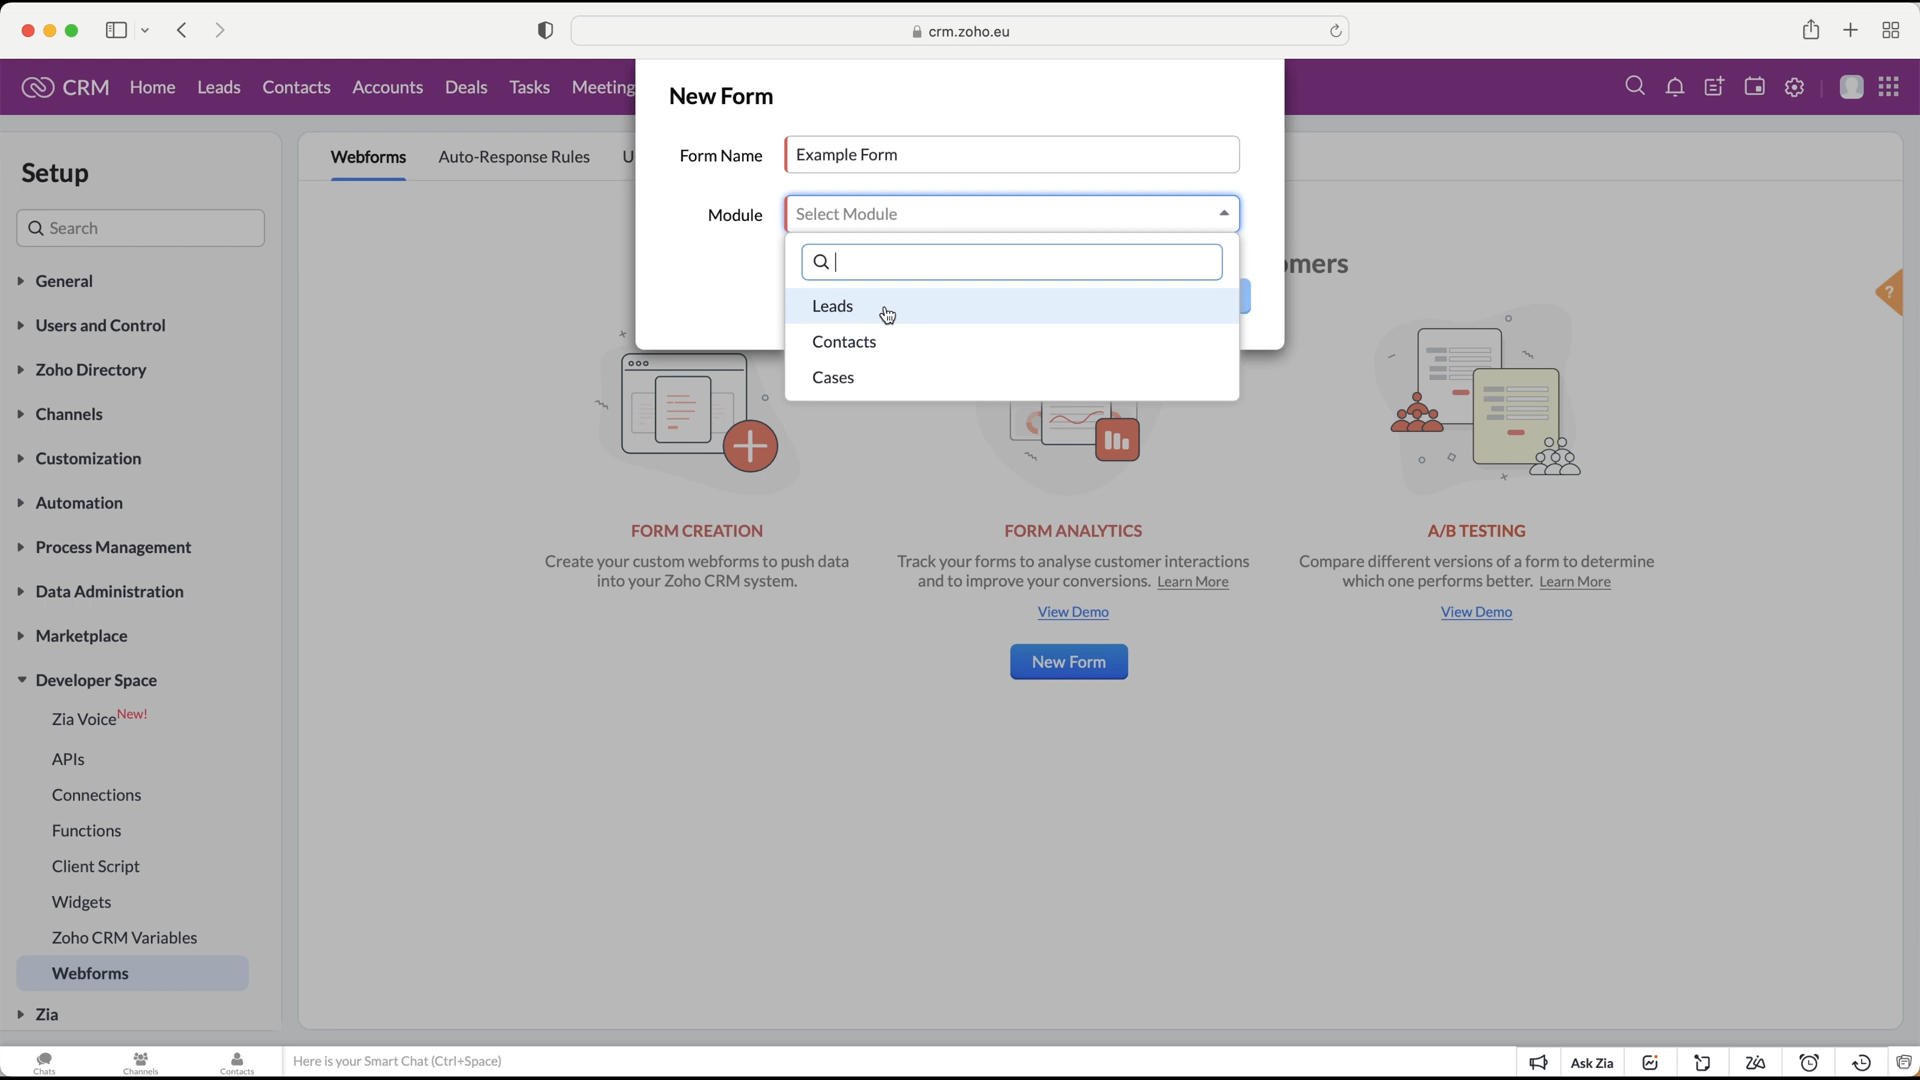 crm.zoho.eu
CRM Home Leads Contacts Accounts Deals Tasks Meeting
New Form
Form Name Example Form
Module Select Module
Leads
Contacts
Cases
Setup
Search
General
Users and Control
Zoho Directory
Channels
Customization
Automation
Process Management
Data Administration
Marketplace
Developer Space
Zia Voice New!
APIs
Connections
Functions
Client Script
Widgets
Zoho CRM Variables
Webforms
Zia
Webforms Auto-Response Rules U
omers
?
FORM CREATION
Create your custom webforms to push data
into your Zoho CRM system.
FORM ANALYTICS
Track your forms to analyse customer interactions
and to improve your conversions. Learn More
View Demo
A/B TESTING
Compare different versions of a form to determine
which one performs better. Learn More
View Demo
New Form
Chats Channels Contacts
Here is your Smart Chat (Ctrl+Space)
Ask Zia